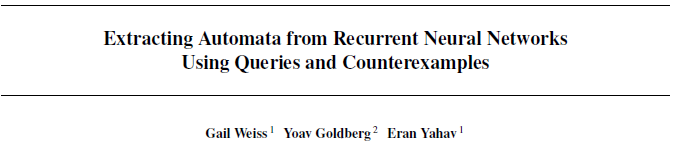 Extracting Automata from Recurrent Neural Networks
Using Queries and Counterexamples
Gail Weiss 1 Yoav Goldberg 2 Eran Yahav 1